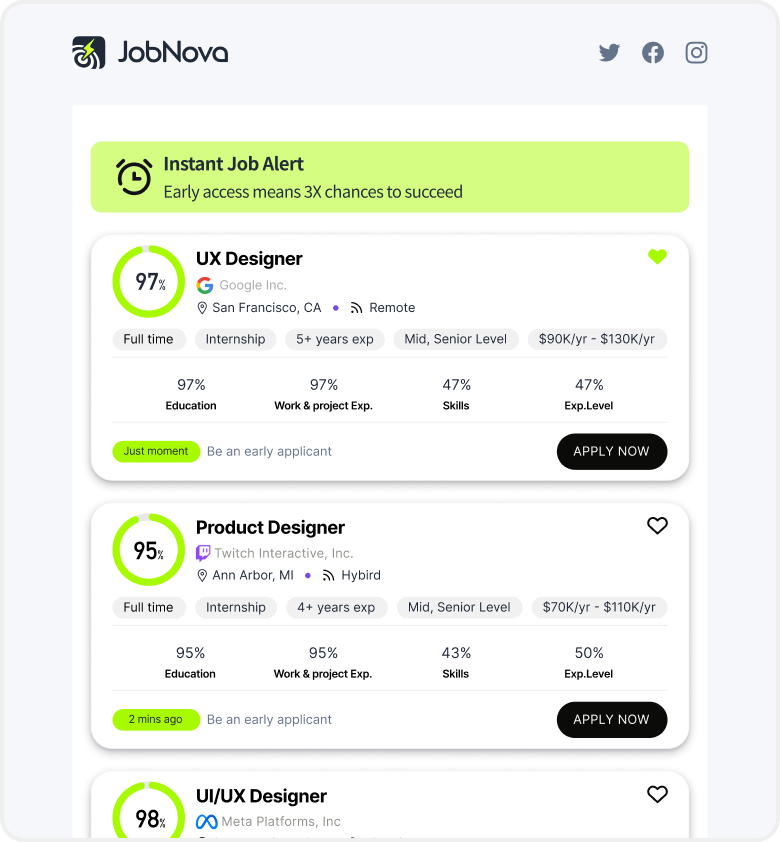 JobNova
Instant Job Alert
Early access means 3X chances to succeed
97%
UX Designer
Google Inc.
San Francisco, CA • Remote
Full time Internship 5+ years exp Mid, Senior Level $90K/yr - $130K/yr
97% 97% 47% 47%
Education Work & project Exp. Skills Exp.Level
Just moment Be an early applicant APPLY NOW
95%
Product Designer
Twitch Interactive, Inc.
Ann Arbor, MI • Hybird
Full time Internship 4+ years exp Mid, Senior Level $70K/yr - $110K/yr
95% 95% 43% 50%
Education Work & project Exp. Skills Exp.Level
2 mins ago Be an early applicant APPLY NOW
98%
UI/UX Designer
Meta Platforms, Inc